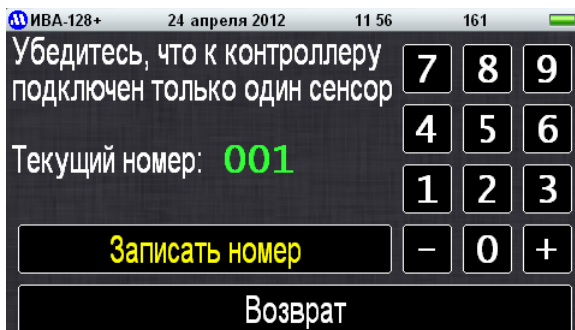 ИВА-128+ 24 апреля 2012 11 56 161
Убедитесь, что к контроллеру
подключен только один сенсор
Текущий номер: 001
7 8 9
4 5 6
1 2 3
Записать номер
- 0 +
Возврат